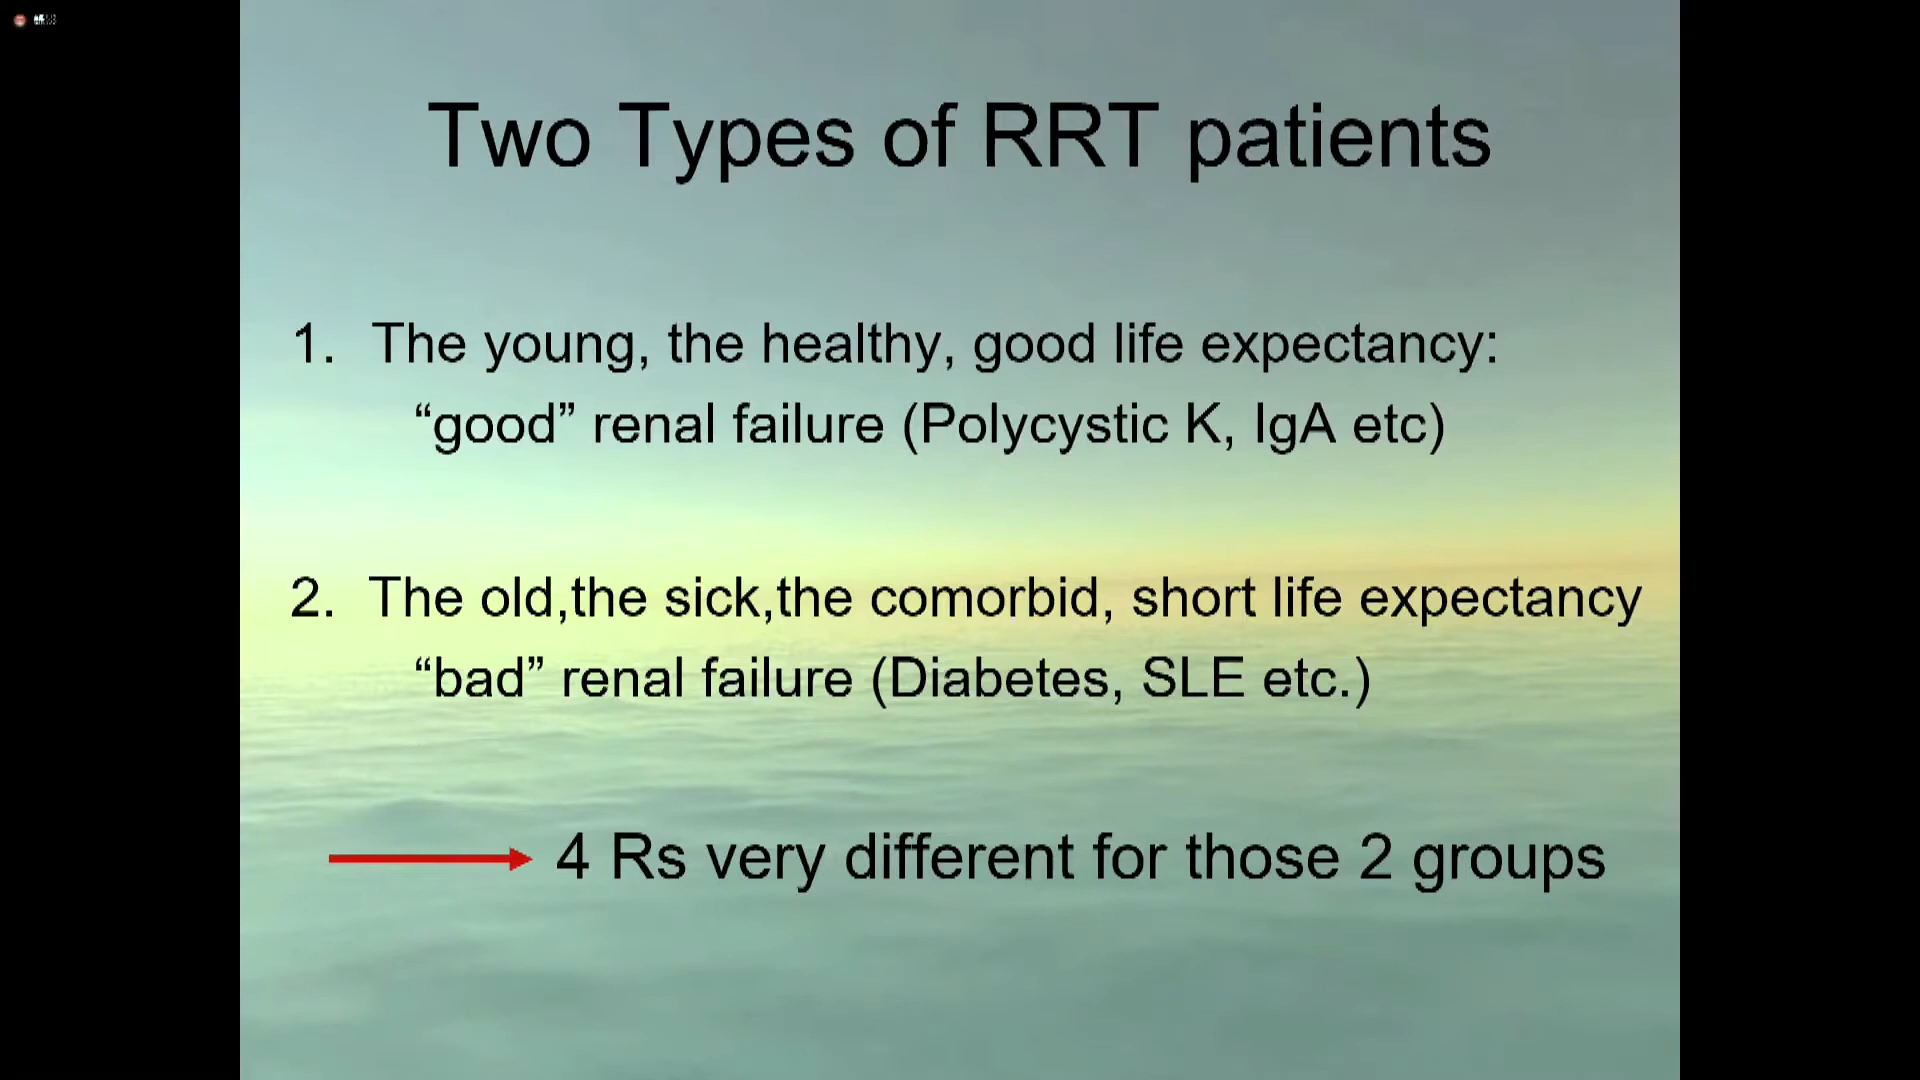 Two Types of RRT patients
1. The young, the healthy, good life expectancy:
“good” renal failure (Polycystic K, IgA etc)
2. The old,the sick,the comorbid, short life expectancy
“bad” renal failure (Diabetes, SLE etc.)
4 Rs very different for those 2 groups